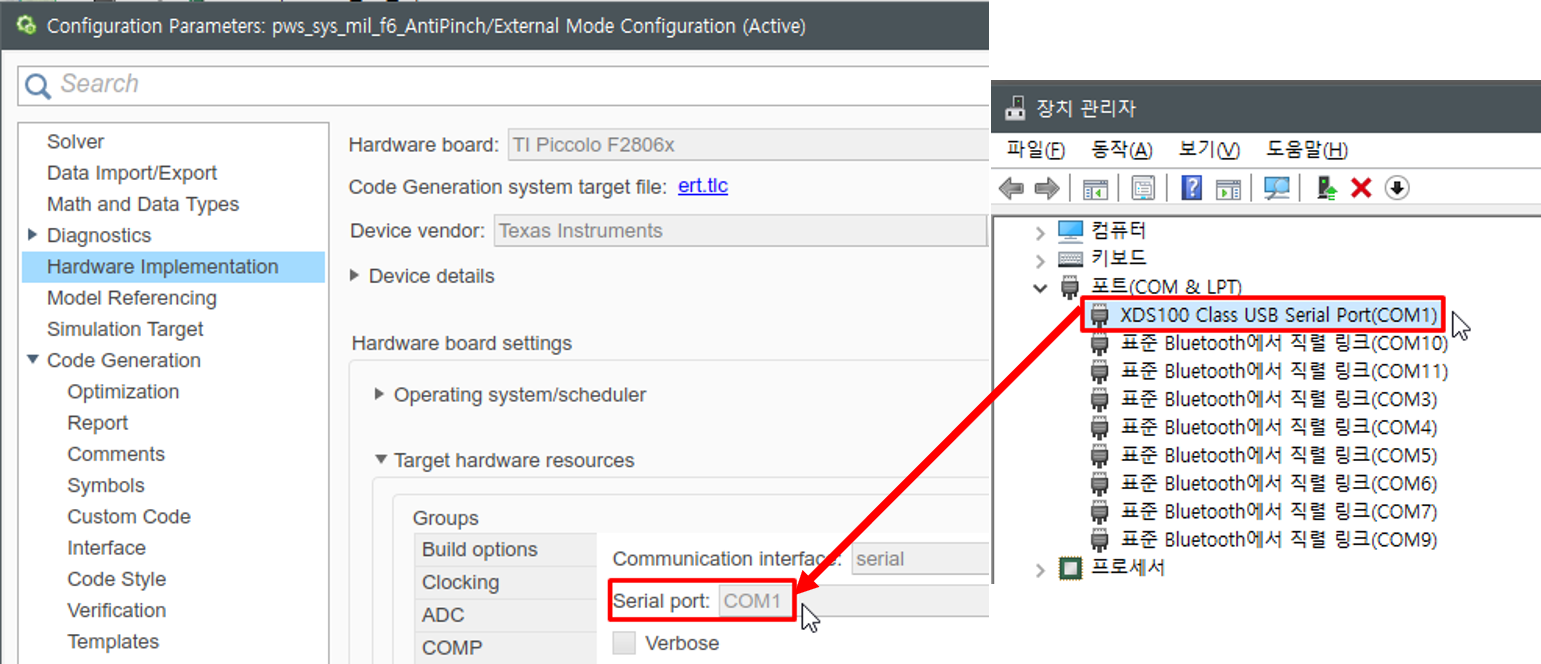 Configuration Parameters: pws_sys_mil_f6_AntiPinch/External Mode Configuration (Active)
Search
Solver
Data Import/Export
Math and Data Types
Diagnostics
Hardware Implementation
Model Referencing
Simulation Target
Code Generation
Optimization
Report
Comments
Symbols
Custom Code
Interface
Code Style
Verification
Templates
Hardware board: TI Piccolo F2806x
Code Generation system target file: ert.tlc
Device vendor: Texas Instruments
Device details
Hardware board settings
Operating system/scheduler
Target hardware resources
Groups
Build options
Clocking
ADC
COMP
Communication interface: serial
Serial port: COM1
Verbose
장치 관리자
파일(F) 동작(A) 보기(V) 도움말(H)
컴퓨터
키보드
포트(COM & LPT)
XDS100 Class USB Serial Port(COM1)
표준 Bluetooth에서 직렬 링크(COM10)
표준 Bluetooth에서 직렬 링크(COM11)
표준 Bluetooth에서 직렬 링크(COM3)
표준 Bluetooth에서 직렬 링크(COM4)
표준 Bluetooth에서 직렬 링크(COM5)
표준 Bluetooth에서 직렬 링크(COM6)
표준 Bluetooth에서 직렬 링크(COM7)
표준 Bluetooth에서 직렬 링크(COM9)
프로세서